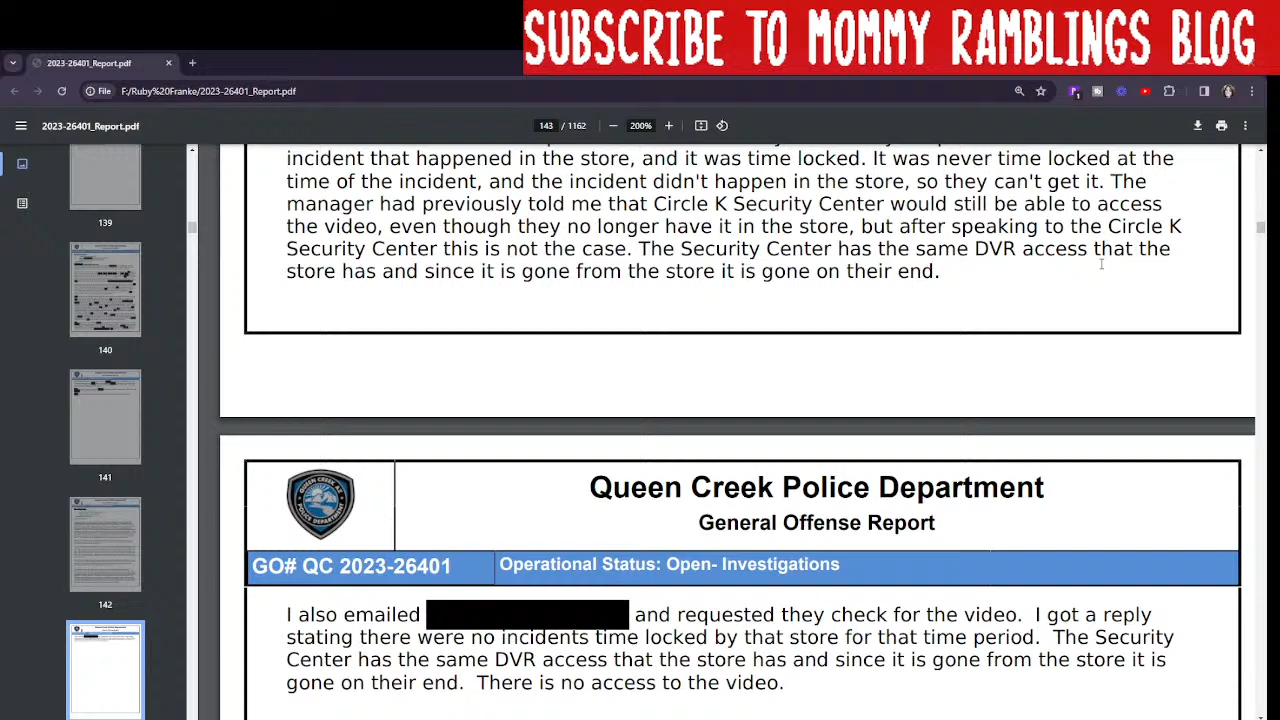 SUBSCRIBE TO MOMMY RAMBLINGS BLOG
2023-26401_Report.pdf
File F:/Ruby%20Franke/2023-26401_Report.pdf
2023-26401_Report.pdf 143 / 1162 200%
139
140
141
142
incident that happened in the store, and it was time locked. It was never time locked at the
time of the incident, and the incident didn't happen in the store, so they can't get it. The
manager had previously told me that Circle K Security Center would still be able to access
the video, even though they no longer have it in the store, but after speaking to the Circle K
Security Center this is not the case. The Security Center has the same DVR access that the
store has and since it is gone from the store it is gone on their end.
QUEEN CREEK, AZ
POLICE DEPARTMENT
Queen Creek Police Department
General Offense Report
GO# QC 2023-26401 Operational Status: Open- Investigations
I also emailed and requested they check for the video. I got a reply
stating there were no incidents time locked by that store for that time period. The Security
Center has the same DVR access that the store has and since it is gone from the store it is
gone on their end. There is no access to the video.